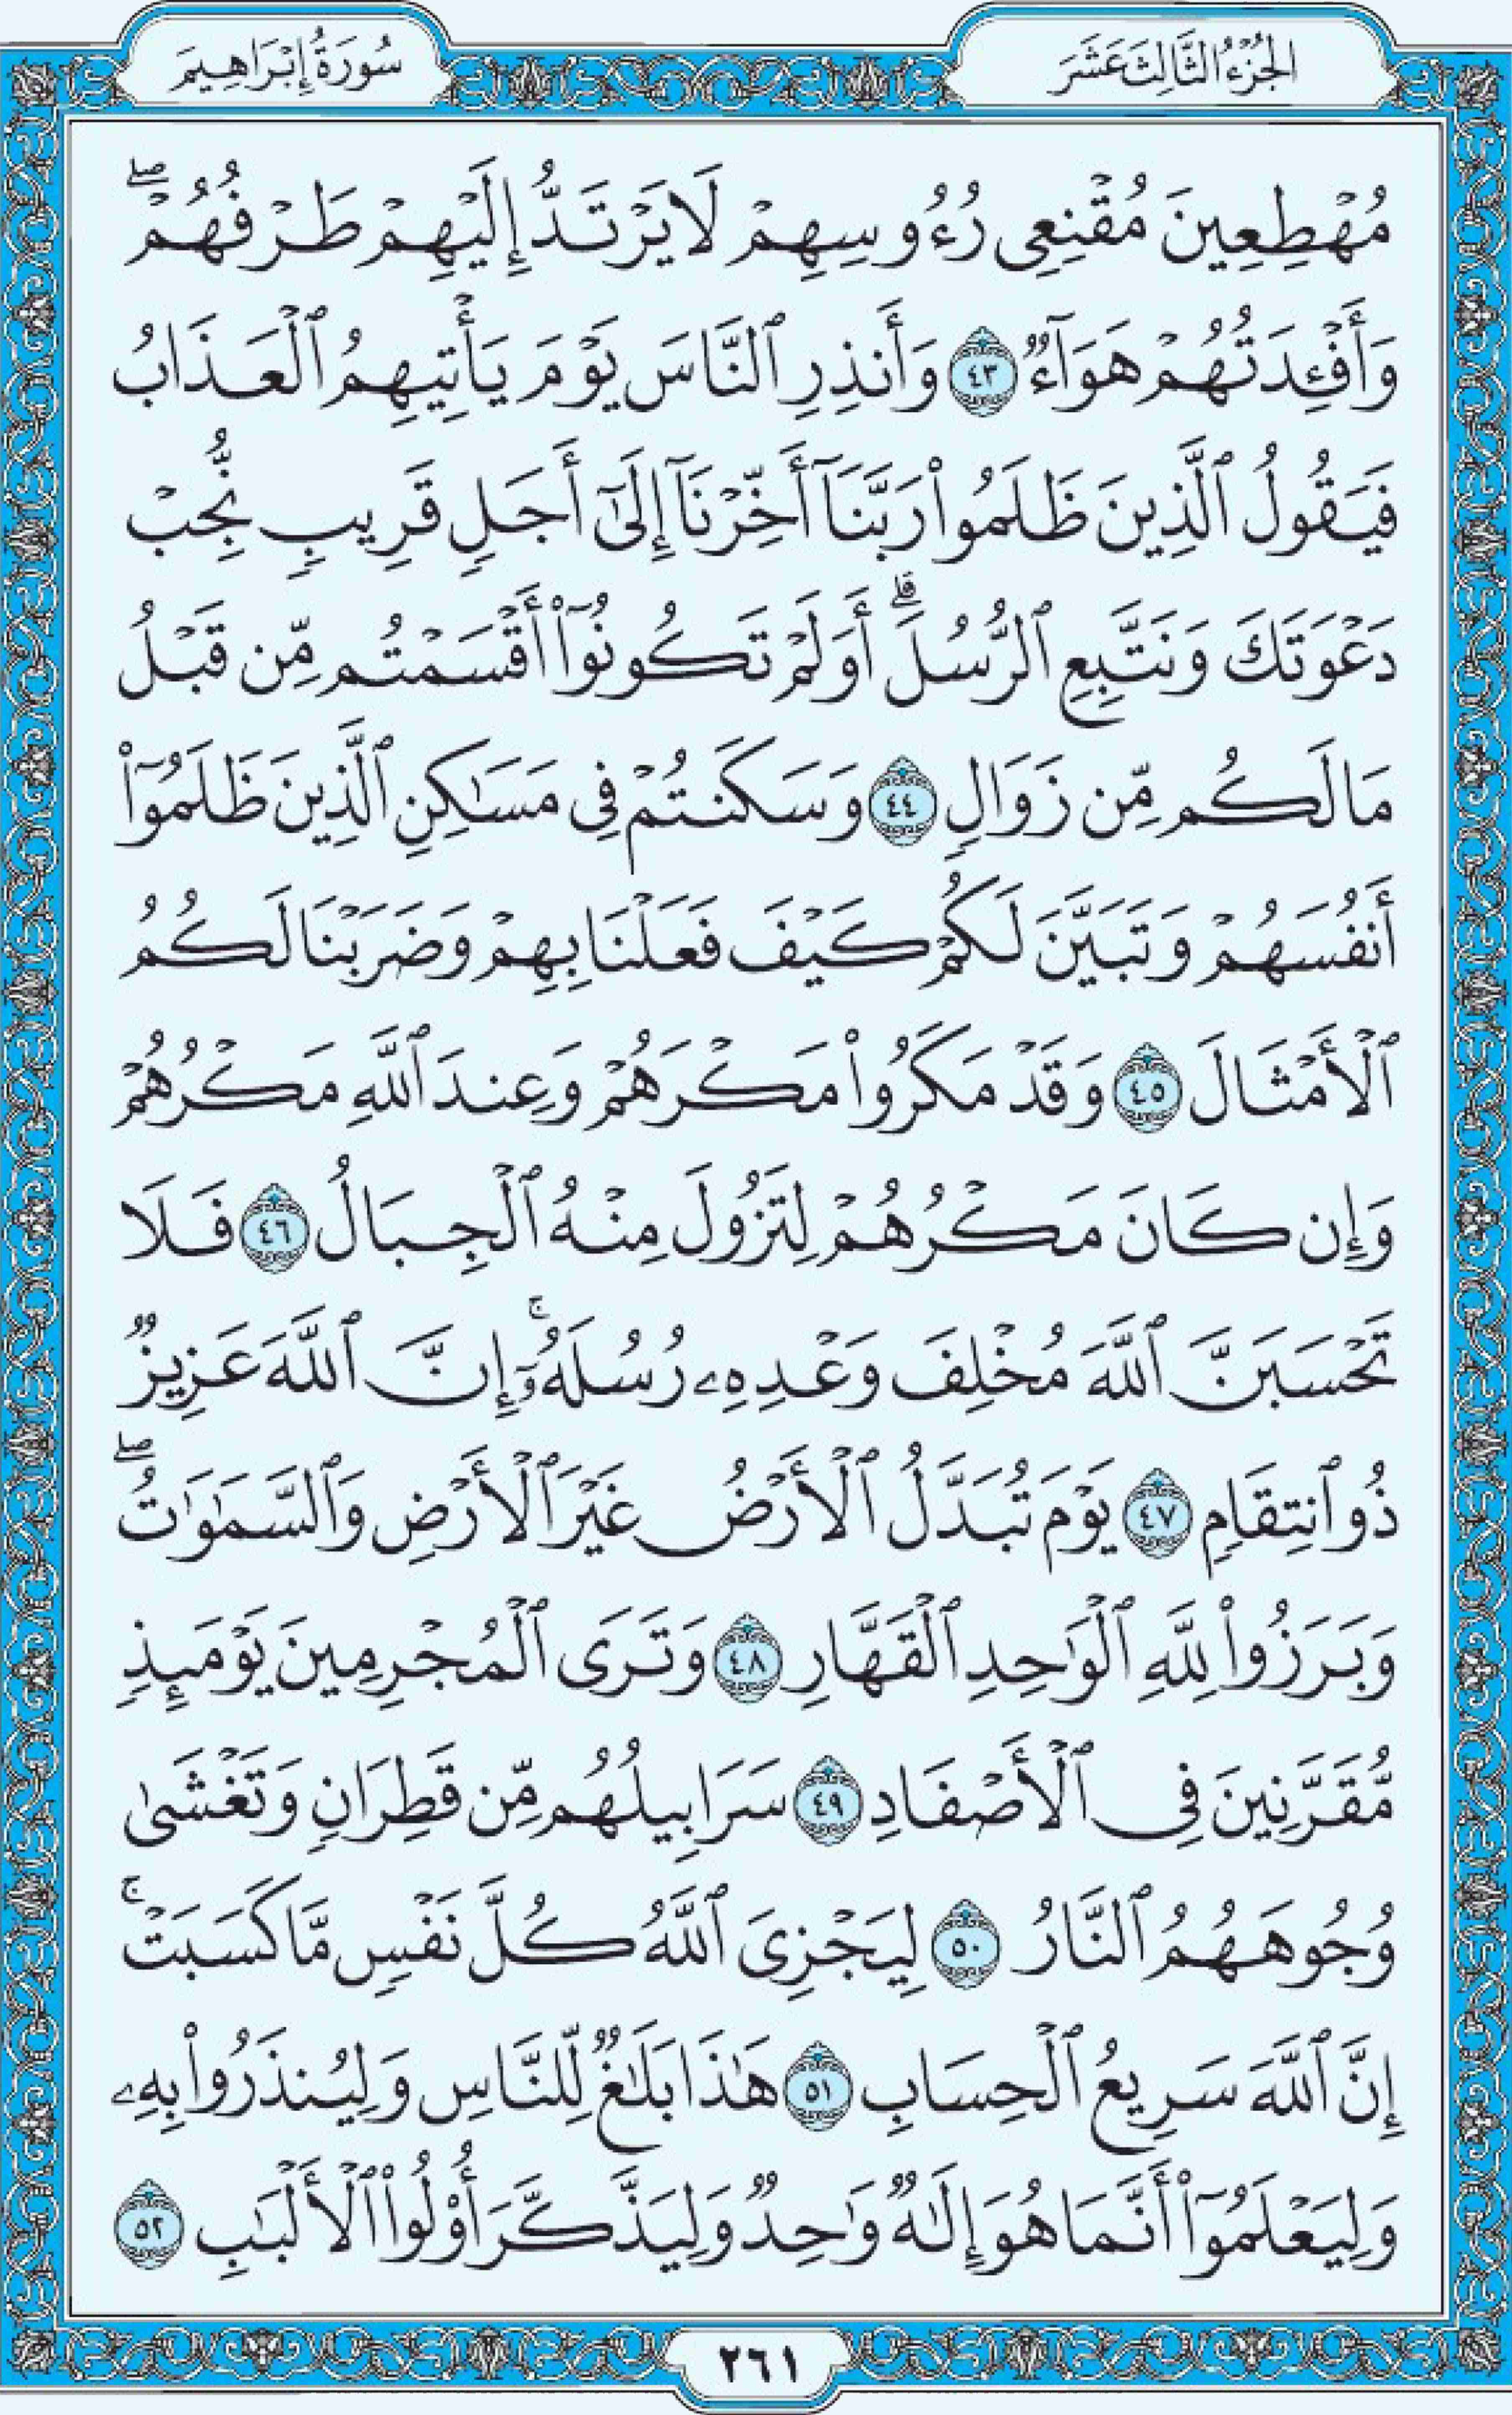 الجُزْءُ الثَّالِثَ عَشَرَ
سُورَةُ إِبْرَاهِيمَ
مُهْطِعِينَ مُقْنِعِى رُءُوسِهِمْ لَا يَرْتَدُّ إِلَيْهِمْ طَرْفُهُمْ ۖ
وَأَفْـِٔدَتُهُمْ هَوَآءٌ ٤٣ وَأَنذِرِ ٱلنَّاسَ يَوْمَ يَأْتِيهِمُ ٱلْعَذَابُ
فَيَقُولُ ٱلَّذِينَ ظَلَمُوا۟ رَبَّنَآ أَخِّرْنَآ إِلَىٰٓ أَجَلٍ قَرِيبٍ نُّجِبْ
دَعْوَتَكَ وَنَتَّبِعِ ٱلرُّسُلَ ۗ أَوَلَمْ تَكُونُوٓا۟ أَقْسَمْتُم مِّن قَبْلُ
مَا لَكُم مِّن زَوَالٍ ٤٤ وَسَكَنتُمْ فِى مَسَـٰكِنِ ٱلَّذِينَ ظَلَمُوٓا۟
أَنفُسَهُمْ وَتَبَيَّنَ لَكُمْ كَيْفَ فَعَلْنَا بِهِمْ وَضَرَبْنَا لَكُمُ
ٱلْأَمْثَالَ ٤٥ وَقَدْ مَكَرُوا۟ مَكْرَهُمْ وَعِندَ ٱللَّهِ مَكْرُهُمْ
وَإِن كَانَ مَكْرُهُمْ لِتَزُولَ مِنْهُ ٱلْجِبَالُ ٤٦ فَلَا
تَحْسَبَنَّ ٱللَّهَ مُخْلِفَ وَعْدِهِۦ رُسُلَهُۥٓ ۚ إِنَّ ٱللَّهَ عَزِيزٌ
ذُو ٱنتِقَامٍ ٤٧ يَوْمَ تُبَدَّلُ ٱلْأَرْضُ غَيْرَ ٱلْأَرْضِ وَٱلسَّمَـٰوَٰتُ ۖ
وَبَرَزُوا۟ لِلَّهِ ٱلْوَٰحِدِ ٱلْقَهَّارِ ٤٨ وَتَرَى ٱلْمُجْرِمِينَ يَوْمَئِذٍ
مُّقَرَّنِينَ فِى ٱلْأَصْفَادِ ٤٩ سَرَابِيلُهُم مِّن قَطِرَانٍ وَتَغْشَىٰ
وُجُوهَهُمُ ٱلنَّارُ ٥٠ لِيَجْزِىَ ٱللَّهُ كُلَّ نَفْسٍ مَّا كَسَبَتْ ۚ
إِنَّ ٱللَّهَ سَرِيعُ ٱلْحِسَابِ ٥١ هَـٰذَا بَلَـٰغٌ لِّلنَّاسِ وَلِيُنذَرُوا۟ بِهِۦ
وَلِيَعْلَمُوٓا۟ أَنَّمَا هُوَ إِلَـٰهٌ وَٰحِدٌ وَلِيَذَّكَّرَ أُو۟لُوا۟ ٱلْأَلْبَـٰبِ ٥٢
٢٦١